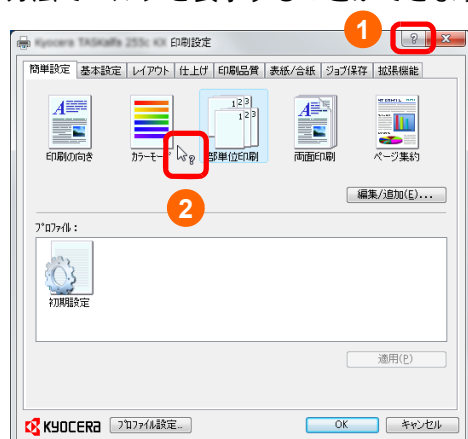 1
印刷設定
簡単設定 基本設定 レイアウト 仕上げ 印刷品質 表紙/合紙 ジョブ保存 拡張機能
印刷の向き カラーモード 部単位印刷 両面印刷 ページ集約
2
編集/追加(E)...
プロファイル:
初期設定
適用(P)
KYOCERA プロファイル設定... OK キャンセル